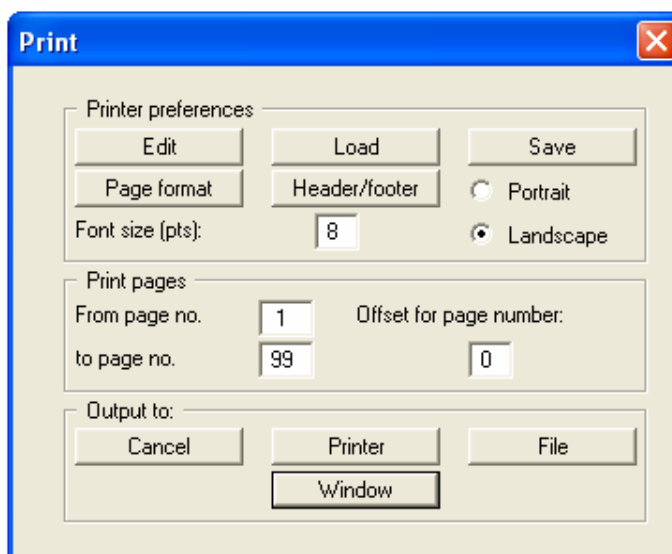 Print
Printer preferences
Edit Load Save
Page format Header/footer Portrait
Font size (pts): 8 Landscape
Print pages
From page no. 1 Offset for page number:
to page no. 99 0
Output to:
Cancel Printer File
Window